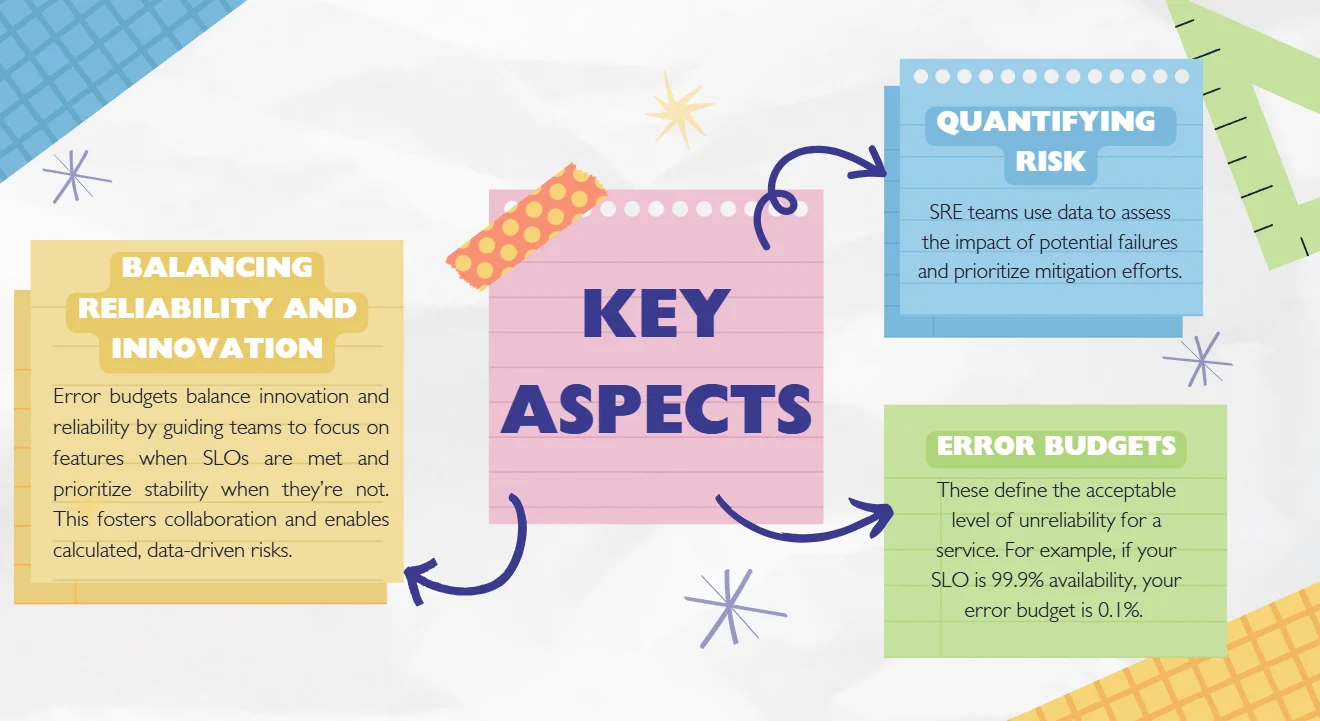 KEY
ASPECTS
QUANTIFYING
RISK
SRE teams use data to assess
the impact of potential failures
and prioritize mitigation efforts.
BALANCING
RELIABILITY AND
INNOVATION
Error budgets balance innovation and
reliability by guiding teams to focus on
features when SLOs are met and
prioritize stability when they’re not.
This fosters collaboration and enables
calculated, data-driven risks.
ERROR BUDGETS
These define the acceptable
level of unreliability for a
service. For example, if your
SLO is 99.9% availability, your
error budget is 0.1%.